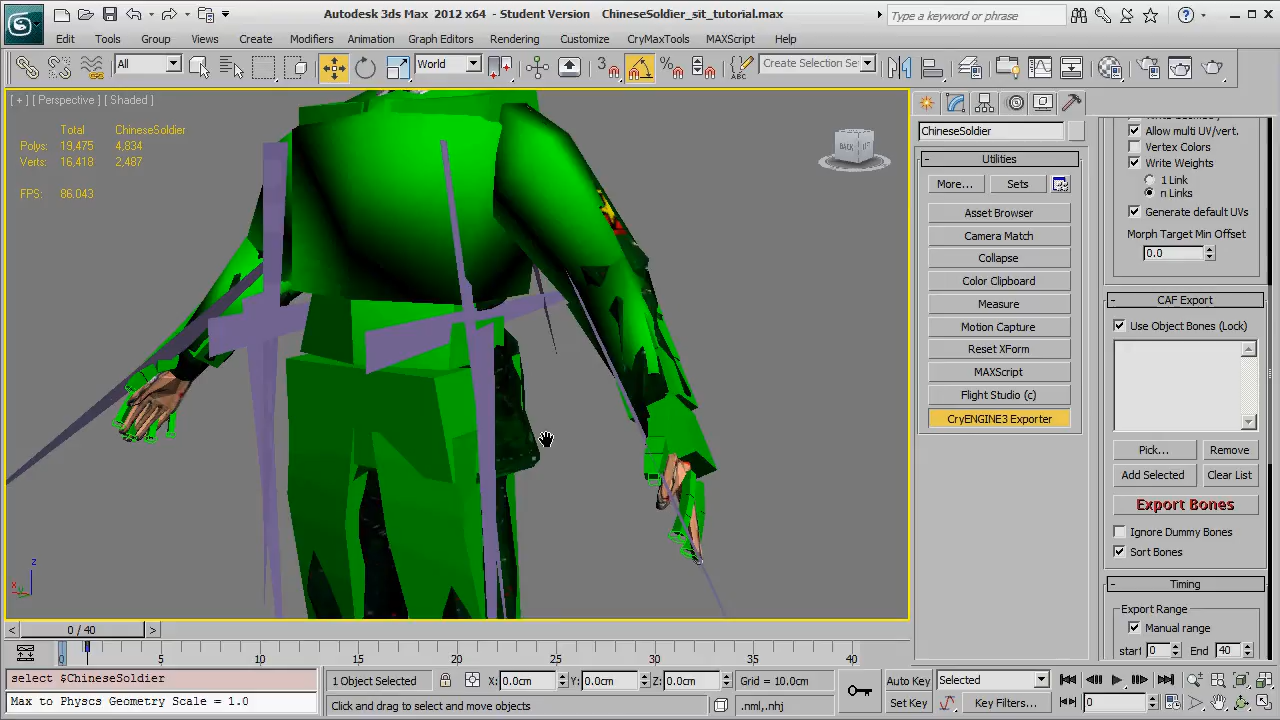 Autodesk 3ds Max 2012 x64 - Student Version ChineseSoldier_sit_tutorial.max
Type a keyword or phrase
Edit Tools Group Views Create Modifiers Animation Graph Editors Rendering Customize CryMaxTools MAXScript Help
All World 3 Create Selection Se
[ + ] [ Perspective ] [ Shaded ]
Total ChineseSoldier
Polys: 19,475 4,834
Verts: 16,418 2,487
FPS: 86.043
BACK
z
x
y
ChineseSoldier
- Utilities
More... Sets
Asset Browser
Camera Match
Collapse
Color Clipboard
Measure
Motion Capture
Reset XForm
MAXScript
Flight Studio (c)
CryENGINE3 Exporter
Allow multi UV/vert.
Vertex Colors
Write Weights
1 Link
n Links
Generate default UVs
Morph Target Min Offset
0.0
- CAF Export
Use Object Bones (Lock)
Pick... Remove
Add Selected Clear List
Export Bones
Ignore Dummy Bones
Sort Bones
- Timing
Export Range
Manual range
start 0 End 40
< 0 / 40 >
0 5 10 15 20 25 30 35 40
select $ChineseSoldier
Max to Physcs Geometry Scale = 1.0
1 Object Selected X: 0.0cm Y: 0.0cm Z: 0.0cm Grid = 10.0cm
Click and drag to select and move objects .nml,.nhj
Auto Key Selected
Set Key Key Filters... 0